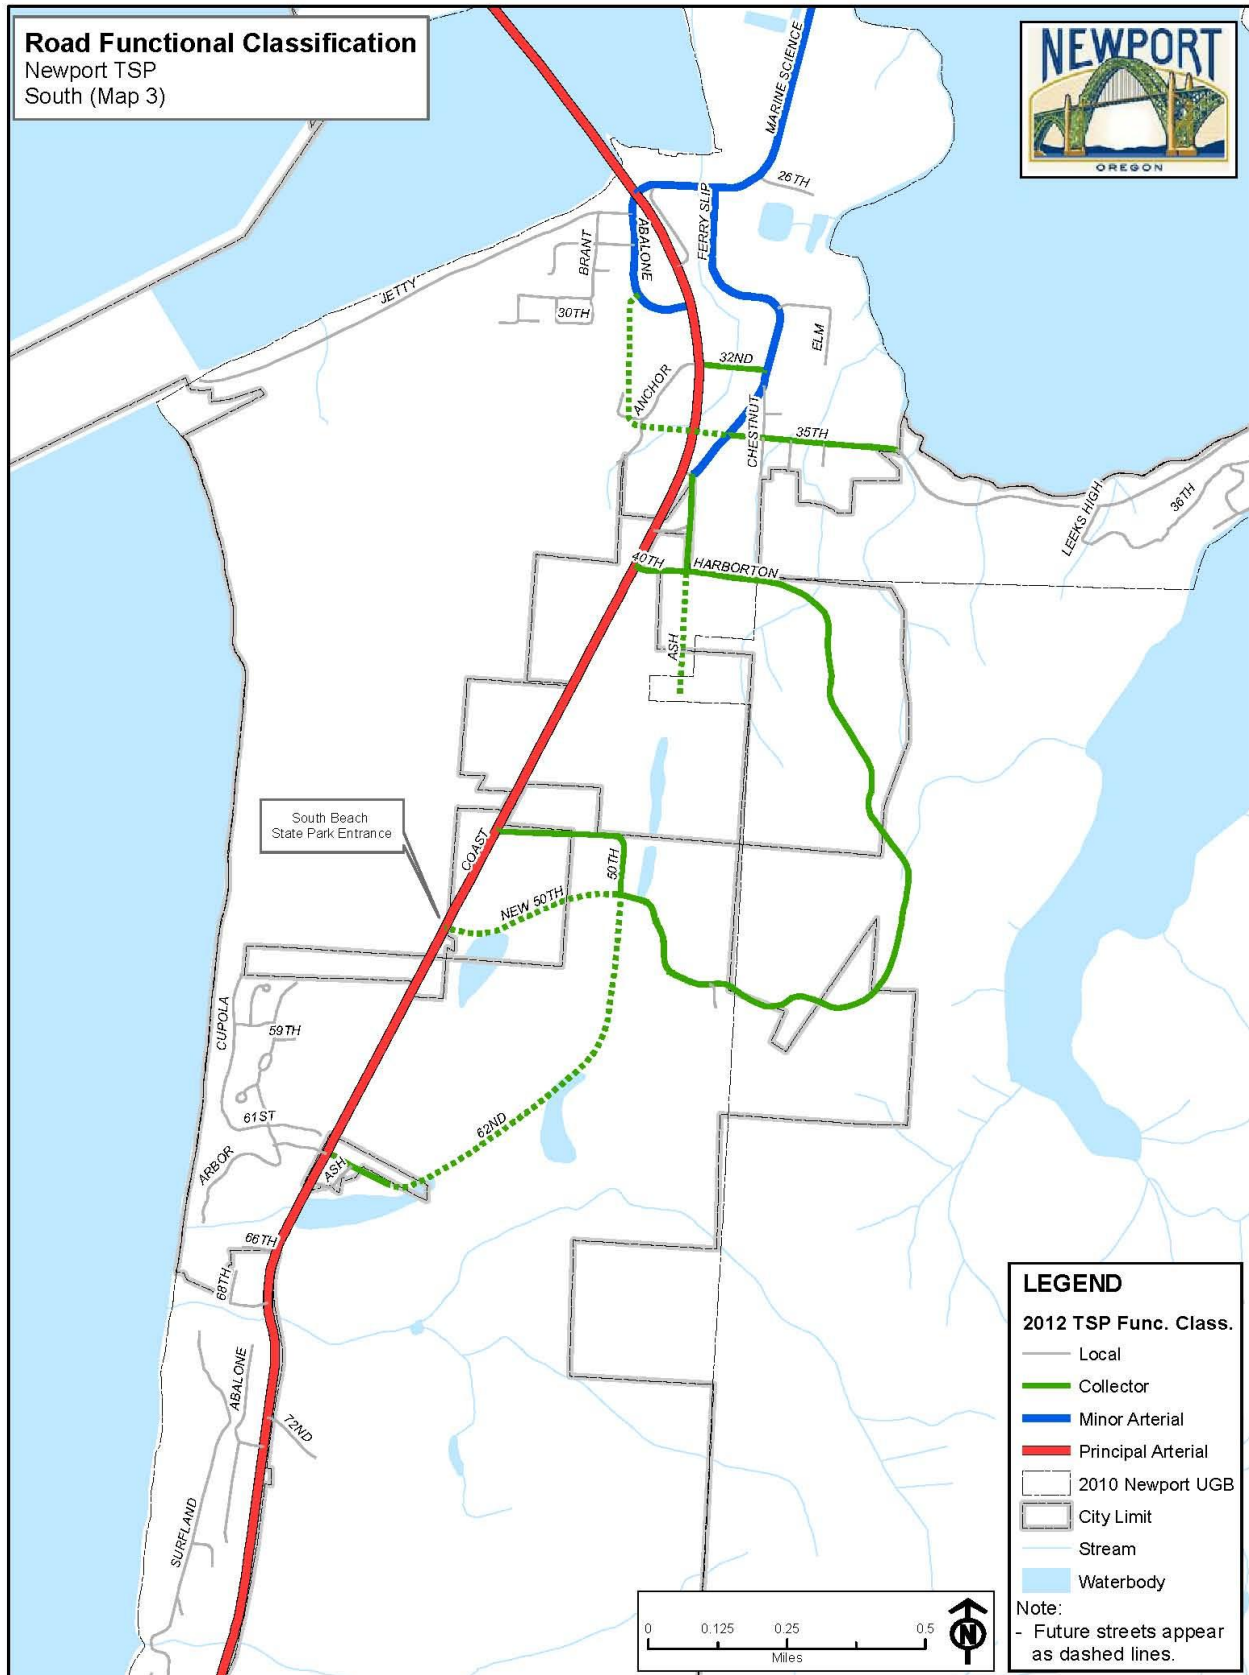 Road Functional Classification
Newport TSP
South (Map 3)
NEWPORT
OREGON
MARINE SCIENCE
26TH
FERRY SLIP
ABALONE
BRANT
JETTY
30TH
ELM
32ND
ANCHOR
CHESTNUT
35TH
LEEKS HIGH
36TH
40TH
HARBORTON
ASH
South Beach
State Park Entrance
COAST
50TH
NEW 50TH
CUPOLA
59TH
61ST
62ND
ARBOR
ASH
66TH
68TH
ABALONE
72ND
SURFLAND
LEGEND
2012 TSP Func. Class.
Local
Collector
Minor Arterial
Principal Arterial
2010 Newport UGB
City Limit
Stream
Waterbody
Note:
- Future streets appear
as dashed lines.
0 0.125 0.25 0.5
Miles
N